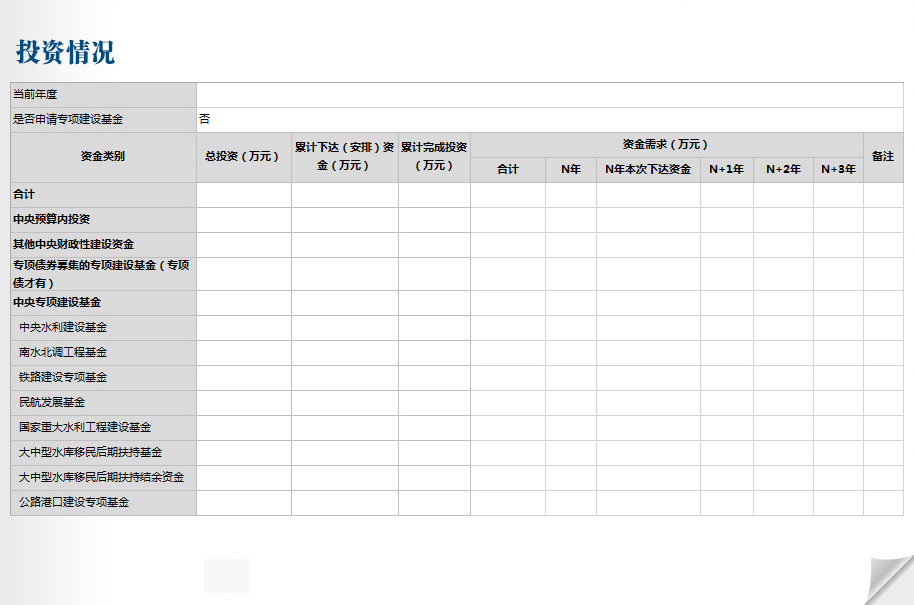 投资情况
当前年度
是否申请专项建设基金 否
资金类别 总投资（万元） 累计下达（安排）资金（万元） 累计完成投资（万元） 资金需求（万元） 备注
合计 N年 N年本次下达资金 N+1年 N+2年 N+3年
合计
中央预算内投资
其他中央财政性建设资金
专项债券募集的专项建设基金（专项
债才有）
中央专项建设基金
中央水利建设基金
南水北调工程基金
铁路建设专项基金
民航发展基金
国家重大水利工程建设基金
大中型水库移民后期扶持基金
大中型水库移民后期扶持结余资金
公路港口建设专项基金